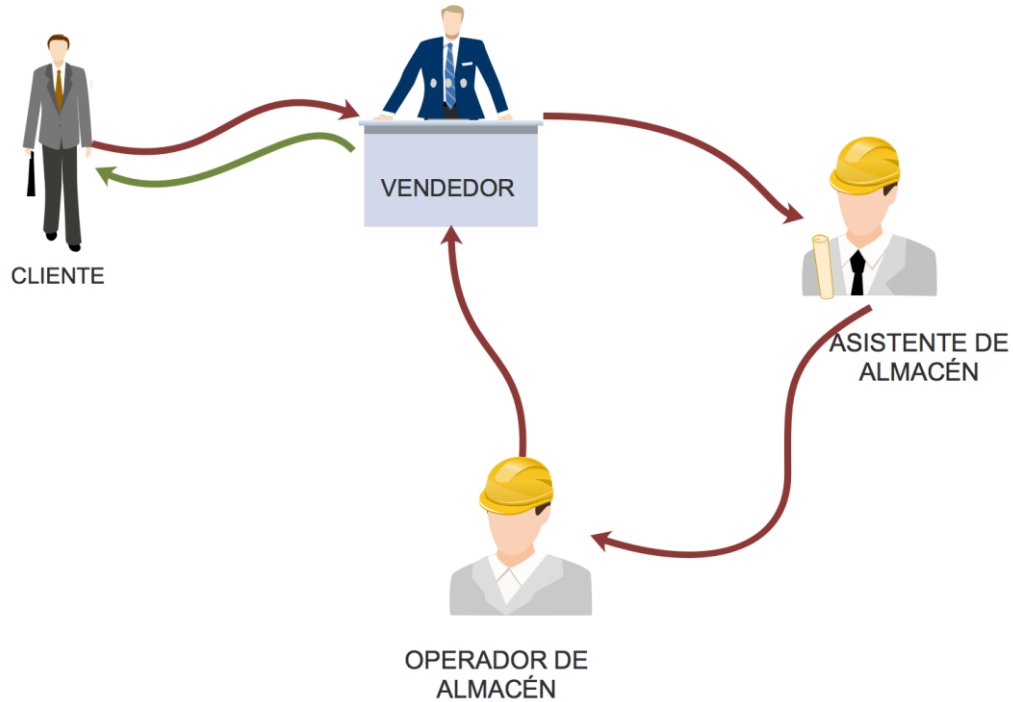 VENDEDOR
CLIENTE
ASISTENTE DE
ALMACÉN
OPERADOR DE
ALMACÉN